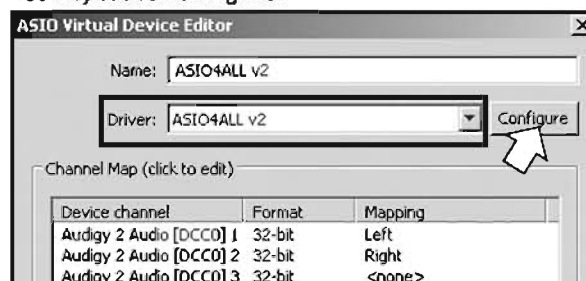 ASIO Virtual Device Editor
Name: ASIO4ALL v2
Driver: ASIO4ALL v2 Configure
Channel Map (click to edit)
Device channel Format Mapping
Audigy 2 Audio [DCC0] 1 32-bit Left
Audigy 2 Audio [DCC0] 2 32-bit Right
Audigy 2 Audio [DCC0] 3 32-bit <none>